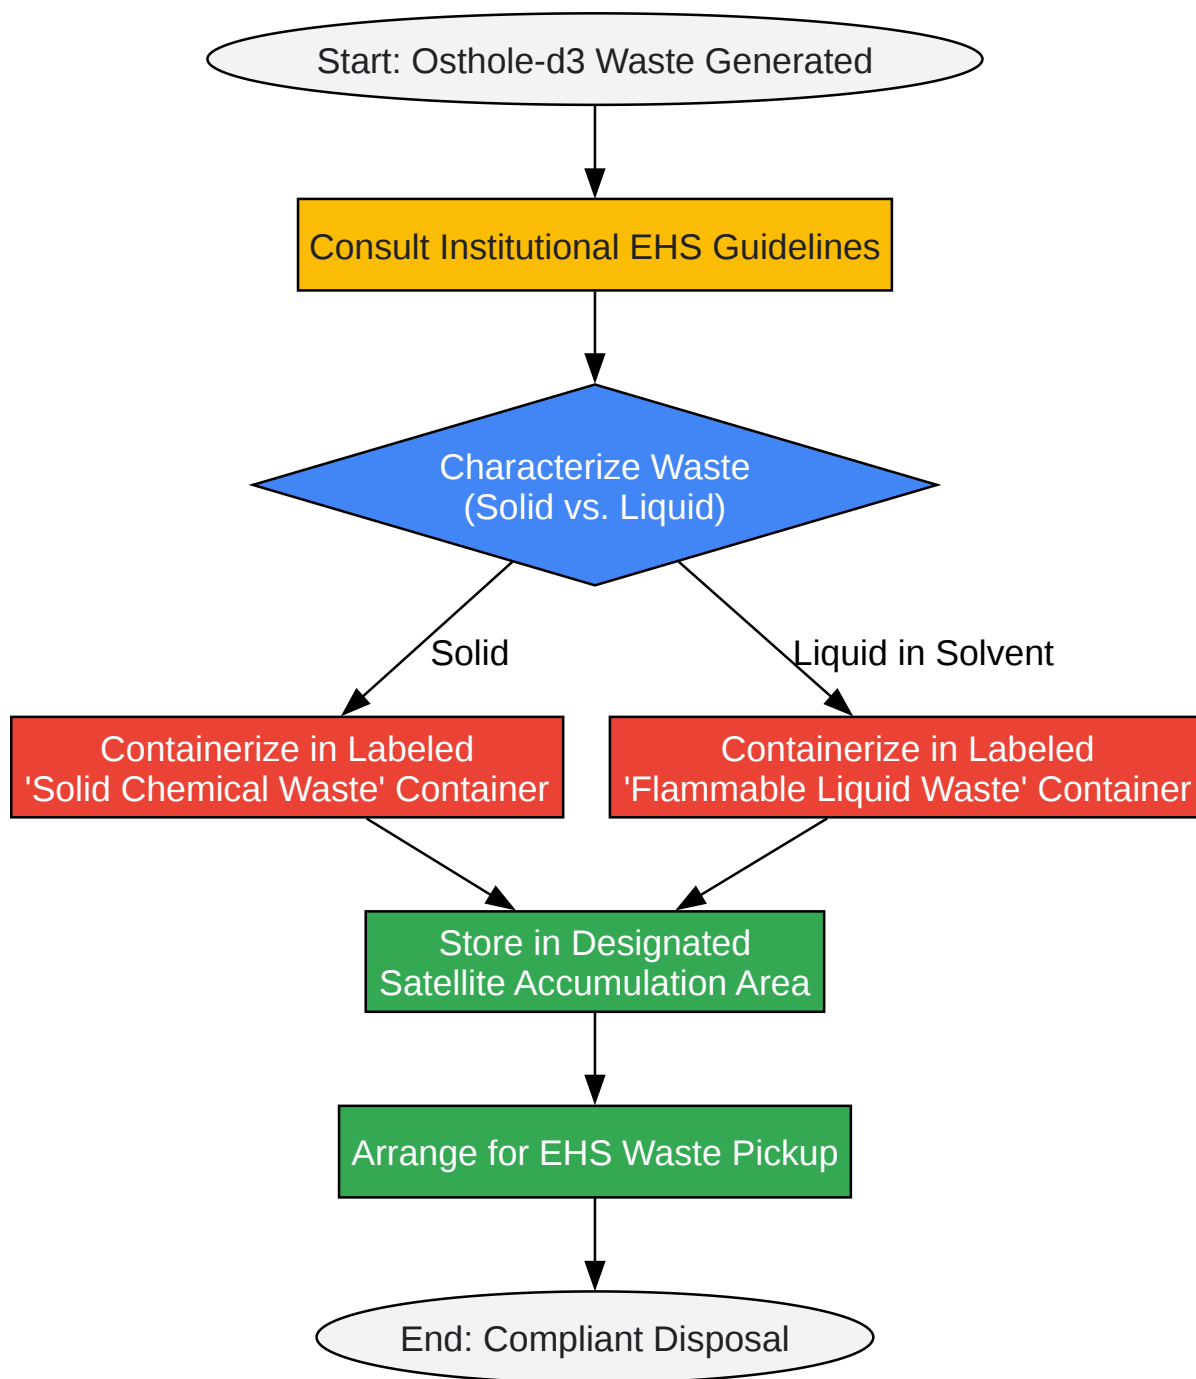 Start: Osthole-d3 Waste Generated
Consult Institutional EHS Guidelines
Characterize Waste
(Solid vs. Liquid)
Solid
Liquid in Solvent
Containerize in Labeled
'Solid Chemical Waste' Container
Containerize in Labeled
'Flammable Liquid Waste' Container
Store in Designated
Satellite Accumulation Area
Arrange for EHS Waste Pickup
End: Compliant Disposal